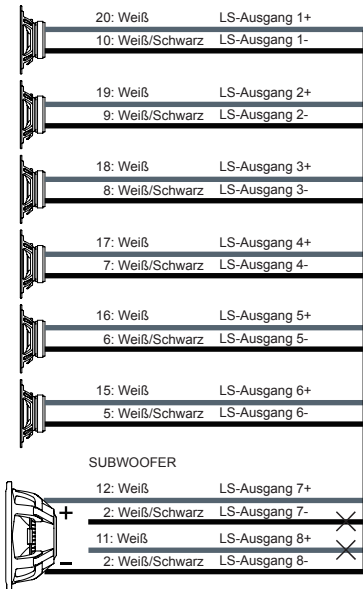 20: Weiß LS-Ausgang 1+
10: Weiß/Schwarz LS-Ausgang 1-
19: Weiß LS-Ausgang 2+
9: Weiß/Schwarz LS-Ausgang 2-
18: Weiß LS-Ausgang 3+
8: Weiß/Schwarz LS-Ausgang 3-
17: Weiß LS-Ausgang 4+
7: Weiß/Schwarz LS-Ausgang 4-
16: Weiß LS-Ausgang 5+
6: Weiß/Schwarz LS-Ausgang 5-
15: Weiß LS-Ausgang 6+
5: Weiß/Schwarz LS-Ausgang 6-
SUBWOOFER
12: Weiß LS-Ausgang 7+
+
2: Weiß/Schwarz LS-Ausgang 7-
11: Weiß LS-Ausgang 8+
–
2: Weiß/Schwarz LS-Ausgang 8-